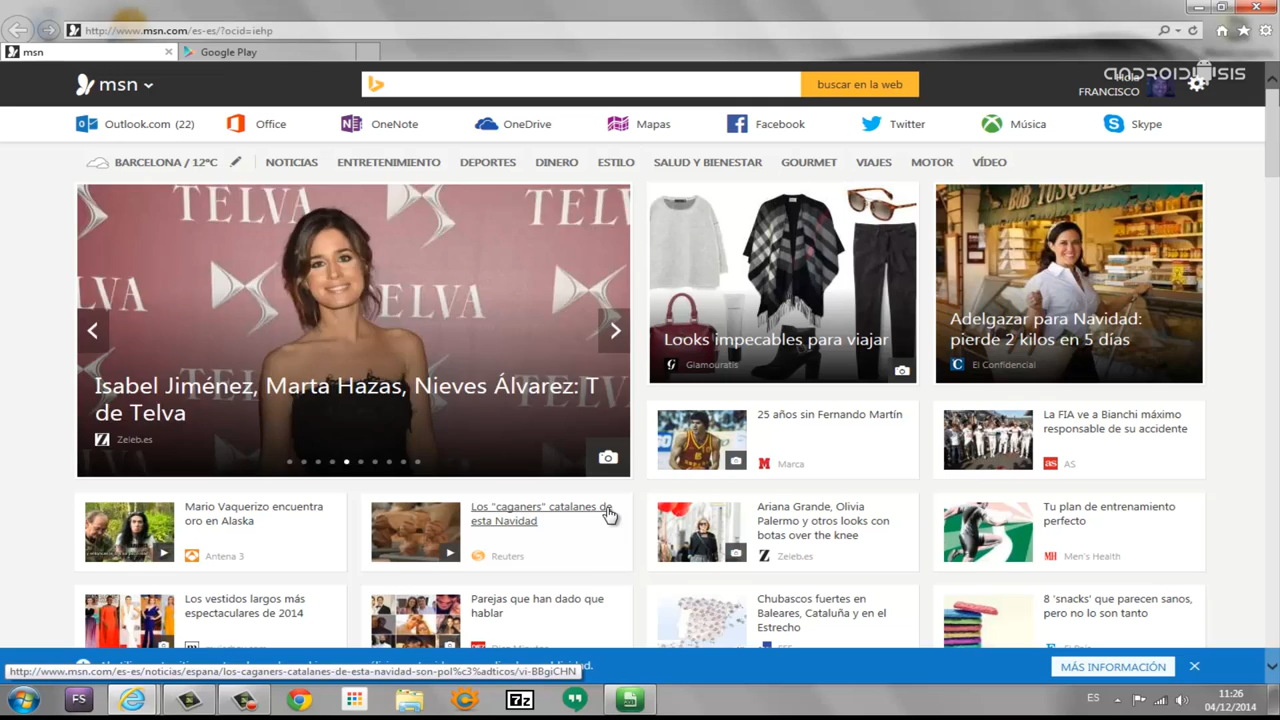 http://www.msn.com/es-es/?ocid=iehp
msn
Google Play
msn
buscar en la web
ANDROIDSIS
Hola
FRANCISCO
Outlook.com (22)
Office
OneNote
OneDrive
Mapas
Facebook
Twitter
Música
Skype
BARCELONA / 12°C
NOTICIAS
ENTRETENIMIENTO
DEPORTES
DINERO
ESTILO
SALUD Y BIENESTAR
GOURMET
VIAJES
MOTOR
VÍDEO
TELVA
TELV
LVA
TELVA
Isabel Jiménez, Marta Hazas, Nieves Álvarez: T
de Telva
Zeleb.es
Looks impecables para viajar
Glamouratis
Adelgazar para Navidad:
pierde 2 kilos en 5 días
El Confidencial
25 años sin Fernando Martín
Marca
La FIA ve a Bianchi máximo
responsable de su accidente
AS
Mario Vaquerizo encuentra
oro en Alaska
Antena 3
Los "caganers" catalanes de
esta Navidad
Reuters
Ariana Grande, Olivia
Palermo y otros looks con
botas over the knee
Zeleb.es
Tu plan de entrenamiento
perfecto
Men's Health
Los vestidos largos más
espectaculares de 2014
Parejas que han dado que
hablar
Chubascos fuertes en
Baleares, Cataluña y en el
Estrecho
8 'snacks' que parecen sanos,
pero no lo son tanto
MÁS INFORMACIÓN
http://www.msn.com/es-es/noticias/espana/los-caganers-catalanes-de-esta-navidad-son-pol%c3%adticos/vi-BBgiCHN
FS
7z
ES
11:26
04/12/2014